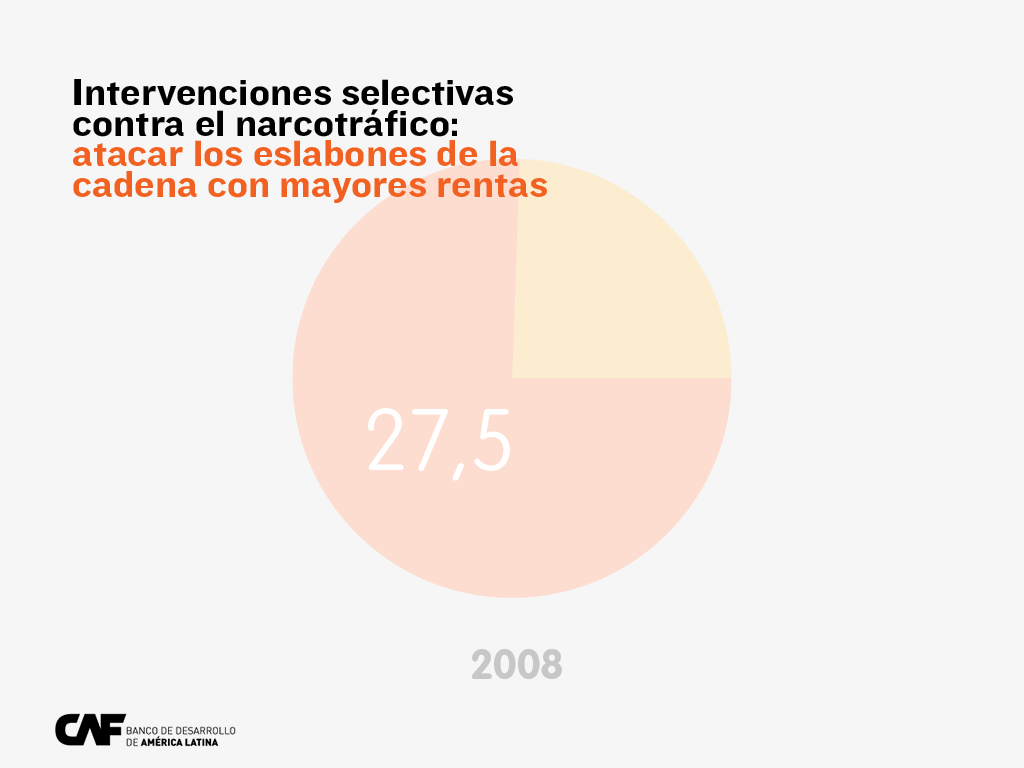 Intervenciones selectivas
contra el narcotráfico:
atacar los eslabones de la
cadena con mayores rentas
27,5
2008
CAF BANCO DE DESARROLLO
DE AMÉRICA LATINA